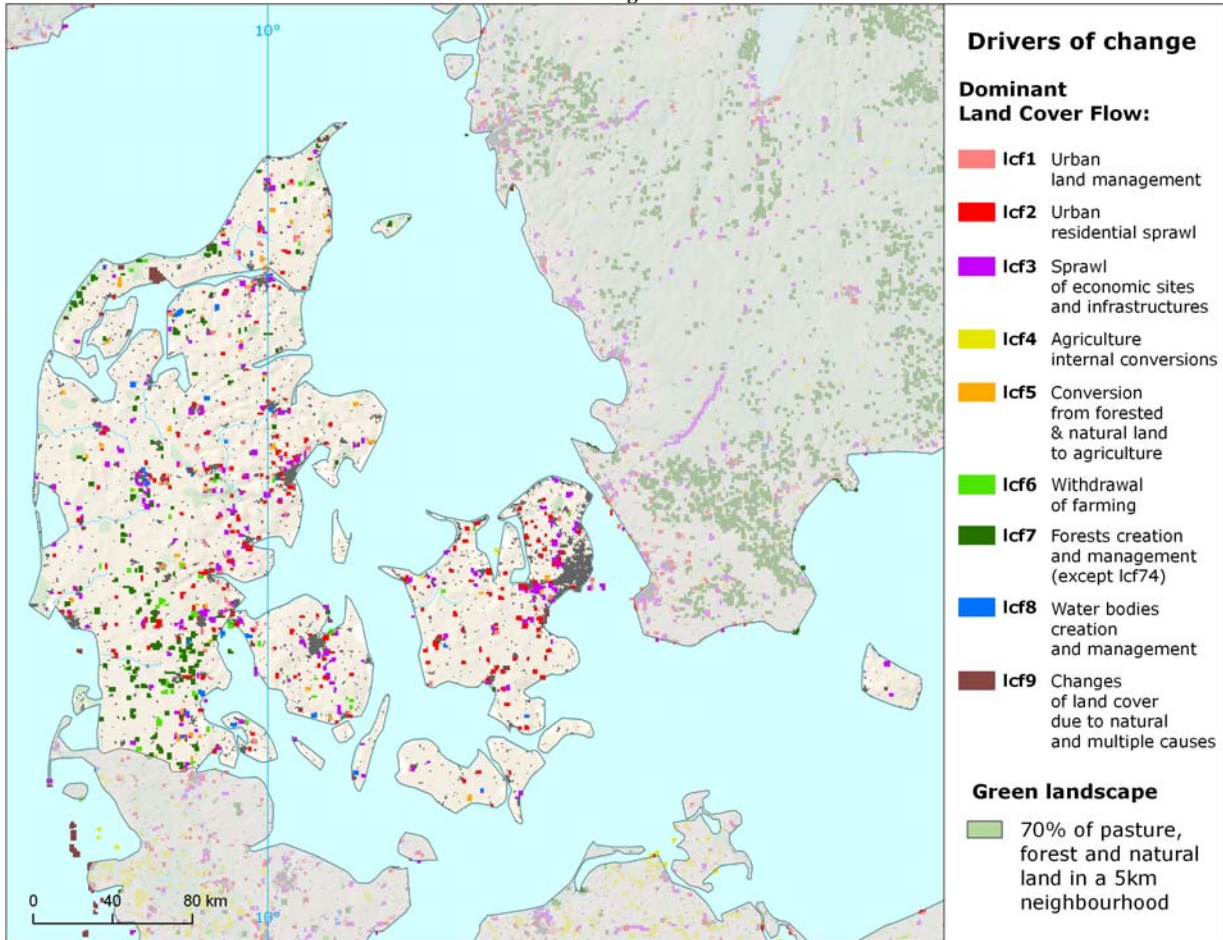 10°
10°
0 40 80 km
Drivers of change
Dominant
Land Cover Flow:
lcf1 Urban
land management
lcf2 Urban
residential sprawl
lcf3 Sprawl
of economic sites
and infrastructures
lcf4 Agriculture
internal conversions
lcf5 Conversion
from forested
& natural land
to agriculture
lcf6 Withdrawal
of farming
lcf7 Forests creation
and management
(except lcf74)
lcf8 Water bodies
creation
and management
lcf9 Changes
of land cover
due to natural
and multiple causes
Green landscape
70% of pasture,
forest and natural
land in a 5km
neighbourhood